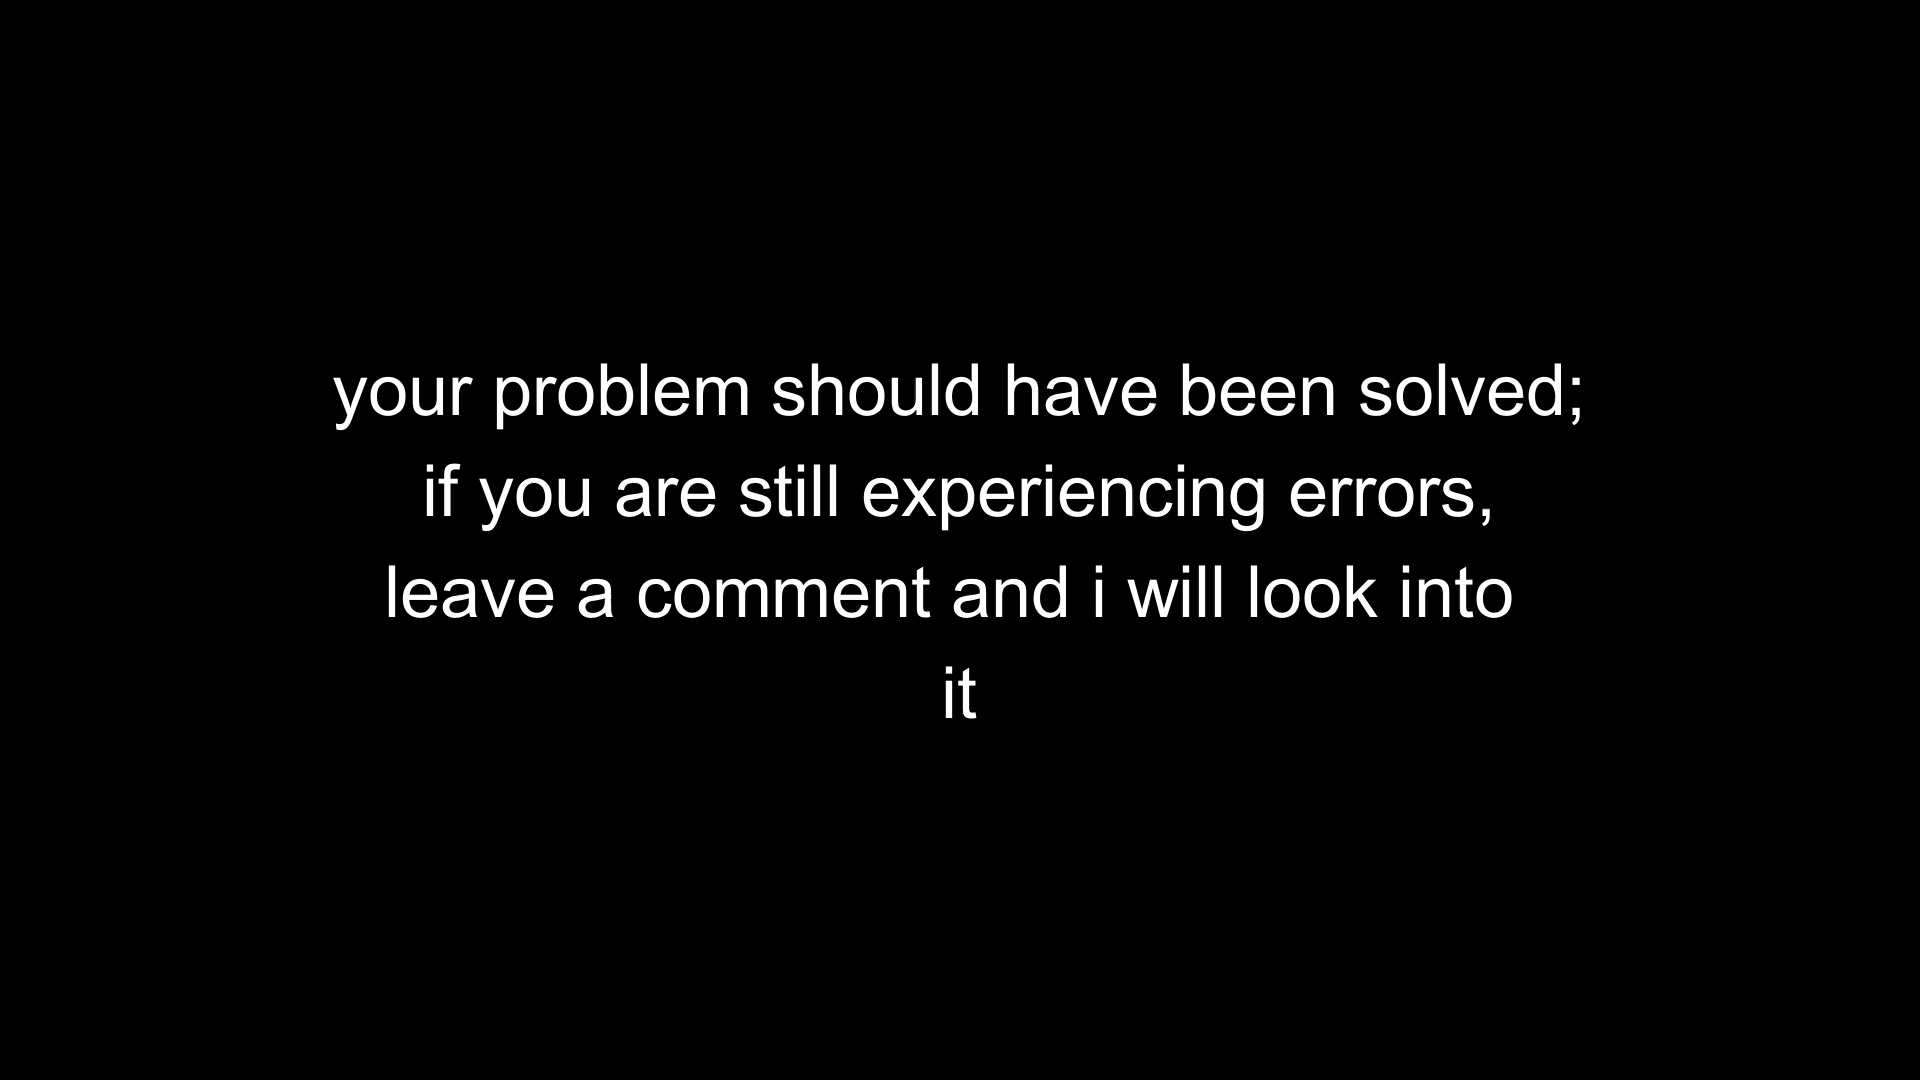 your problem should have been solved;
if you are still experiencing errors,
leave a comment and i will look into
it